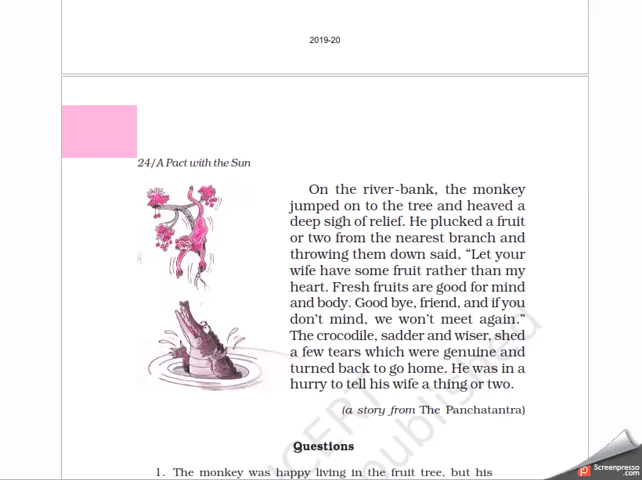 2019-20
24/A Pact with the Sun
On the river-bank, the monkey
jumped on to the tree and heaved a
deep sigh of relief. He plucked a fruit
or two from the nearest branch and
throwing them down said, “Let your
wife have some fruit rather than my
heart. Fresh fruits are good for mind
and body. Good bye, friend, and if you
don't mind, we won't meet again.“
The crocodile, sadder and wiser, shed
a few tears which were genuine and
turned back to go home. He was in a
hurry to tell his wife a thing or two.
(a story from The Panchatantra)
Questions
1. The monkey was happy living in the fruit tree, but his
NCERT
published
Screenpresso
Screenpresso.com